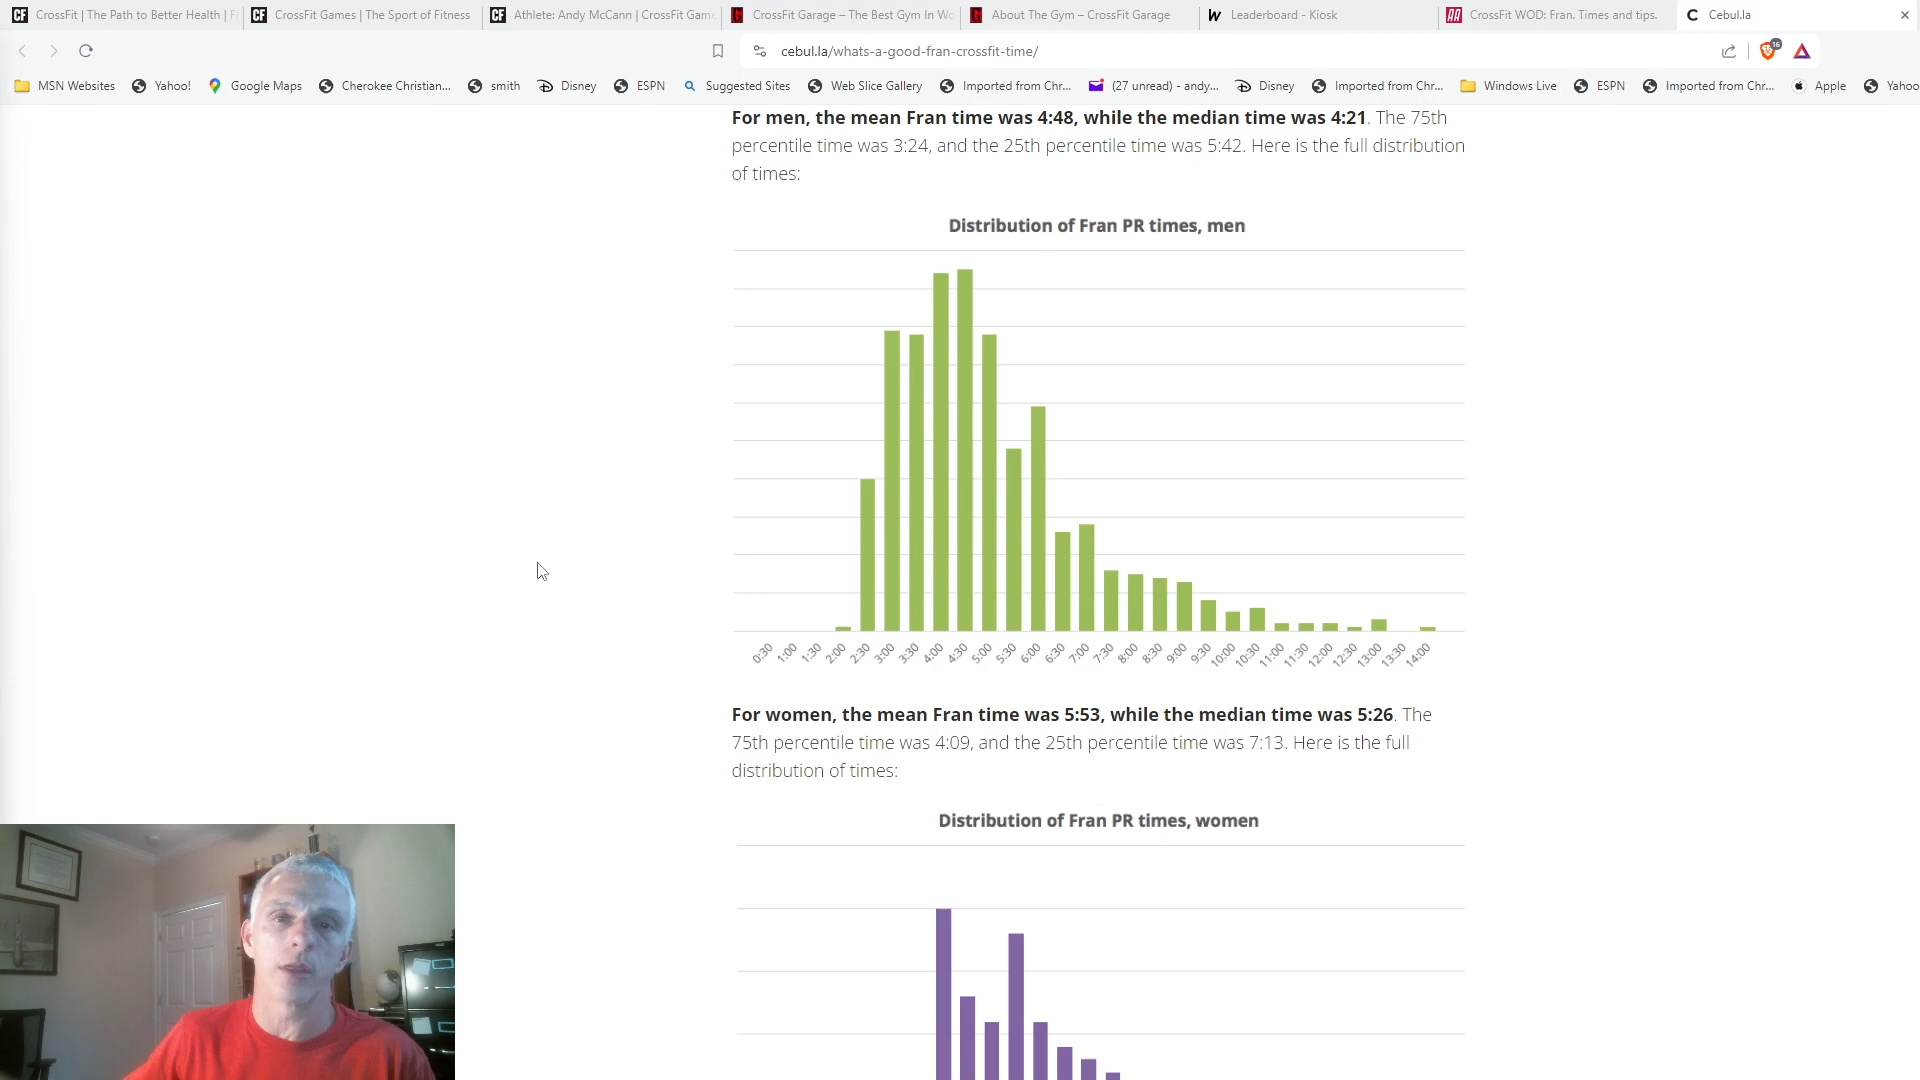 CrossFit | The Path to Better Health | F
CrossFit Games | The Sport of Fitness
Athlete: Andy McCann | CrossFit Game
CrossFit Garage – The Best Gym In Wo
About The Gym – CrossFit Garage
Leaderboard - Kiosk
CrossFit WOD: Fran. Times and tips.
Cebul.la
cebul.la/whats-a-good-fran-crossfit-time/
16
MSN Websites
Yahoo!
Google Maps
Cherokee Christian...
smith
Disney
ESPN
Suggested Sites
Web Slice Gallery
Imported from Chr...
(27 unread) - andy...
Disney
Imported from Chr...
Windows Live
ESPN
Imported from Chr...
Apple
Yahoo
For men, the mean Fran time was 4:48, while the median time was 4:21. The 75th
percentile time was 3:24, and the 25th percentile time was 5:42. Here is the full distribution
of times:
Distribution of Fran PR times, men
0:30 1:00 1:30 2:00 2:30 3:00 3:30 4:00 4:30 5:00 5:30 6:00 6:30 7:00 7:30 8:00 8:30 9:00 9:30 10:00 10:30 11:00 11:30 12:00 12:30 13:00 13:30 14:00
For women, the mean Fran time was 5:53, while the median time was 5:26. The
75th percentile time was 4:09, and the 25th percentile time was 7:13. Here is the full
distribution of times:
Distribution of Fran PR times, women